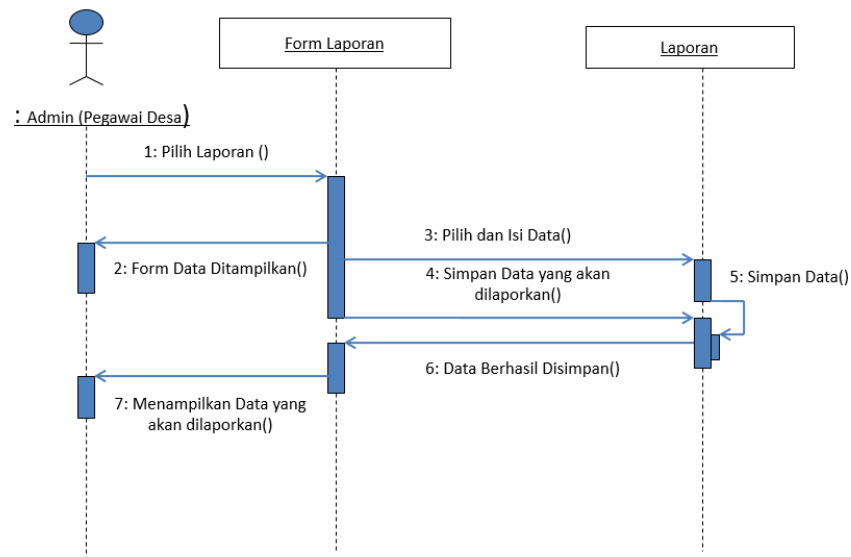 Form Laporan
Laporan
: Admin (Pegawai Desa)
1: Pilih Laporan ()
3: Pilih dan Isi Data()
2: Form Data Ditampilkan()
4: Simpan Data yang akan
dilaporkan()
5: Simpan Data()
6: Data Berhasil Disimpan()
7: Menampilkan Data yang
akan dilaporkan()